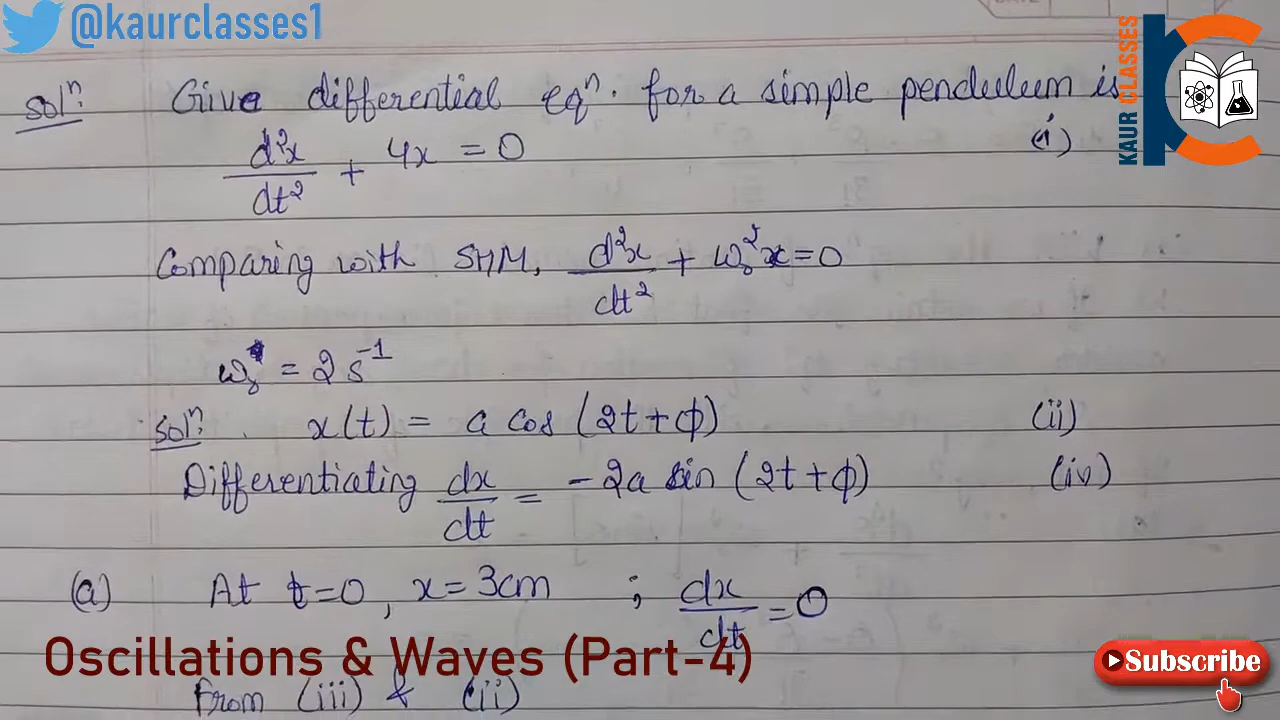 @kaurclasses1
KAUR CLASSES
solⁿ: Give differential eqⁿ. for a simple pendulum is
d²x/dt² + 4x = 0 (i)
Comparing with SHM, d²x/dt² + ω₀²x = 0
ω₀ = 2 s⁻¹
solⁿ: x(t) = a cos (2t + φ) (ii)
Differentiating dx/dt = - 2a sin (2t + φ) (iv)
(a) At t=0, x = 3cm ; dx/dt = 0
Oscillations & Waves (Part-4)
Subscribe
From (iii) & (ii)